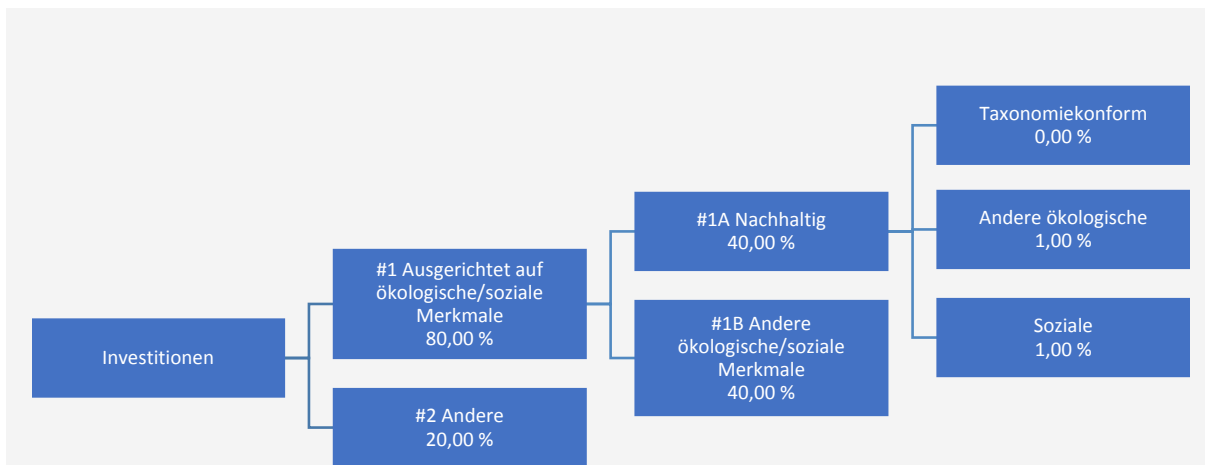 Investitionen
#1 Ausgerichtet auf
ökologische/soziale
Merkmale
80,00 %
#2 Andere
20,00 %
#1A Nachhaltig
40,00 %
#1B Andere
ökologische/soziale
Merkmale
40,00 %
Taxonomiekonform
0,00 %
Andere ökologische
1,00 %
Soziale
1,00 %